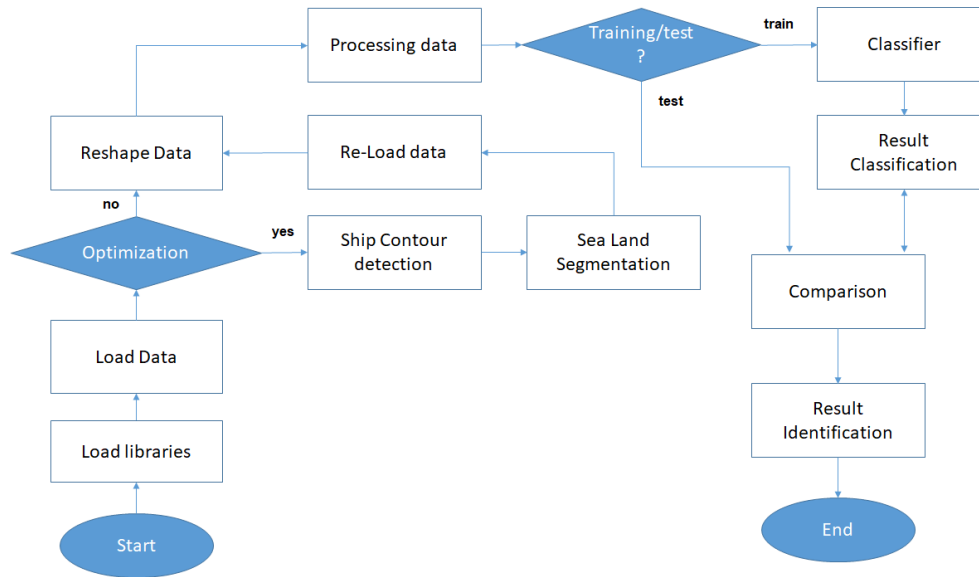 Processing data
Training/test
?
train
Classifier
test
Reshape Data
Re-Load data
Result
Classification
no
Optimization
yes
Ship Contour
detection
Sea Land
Segmentation
Comparison
Load Data
Result
Identification
Load libraries
Start
End